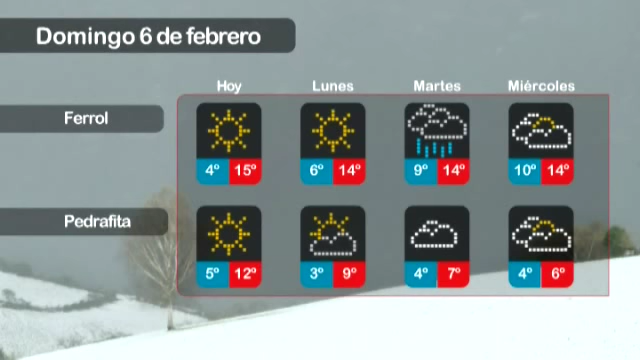 Domingo 6 de febrero
Hoy Lunes Martes Miércoles
Ferrol
4º 15º 6º 14º 9º 14º 10º 14º
Pedrafita
5º 12º 3º 9º 4º 7º 4º 6º